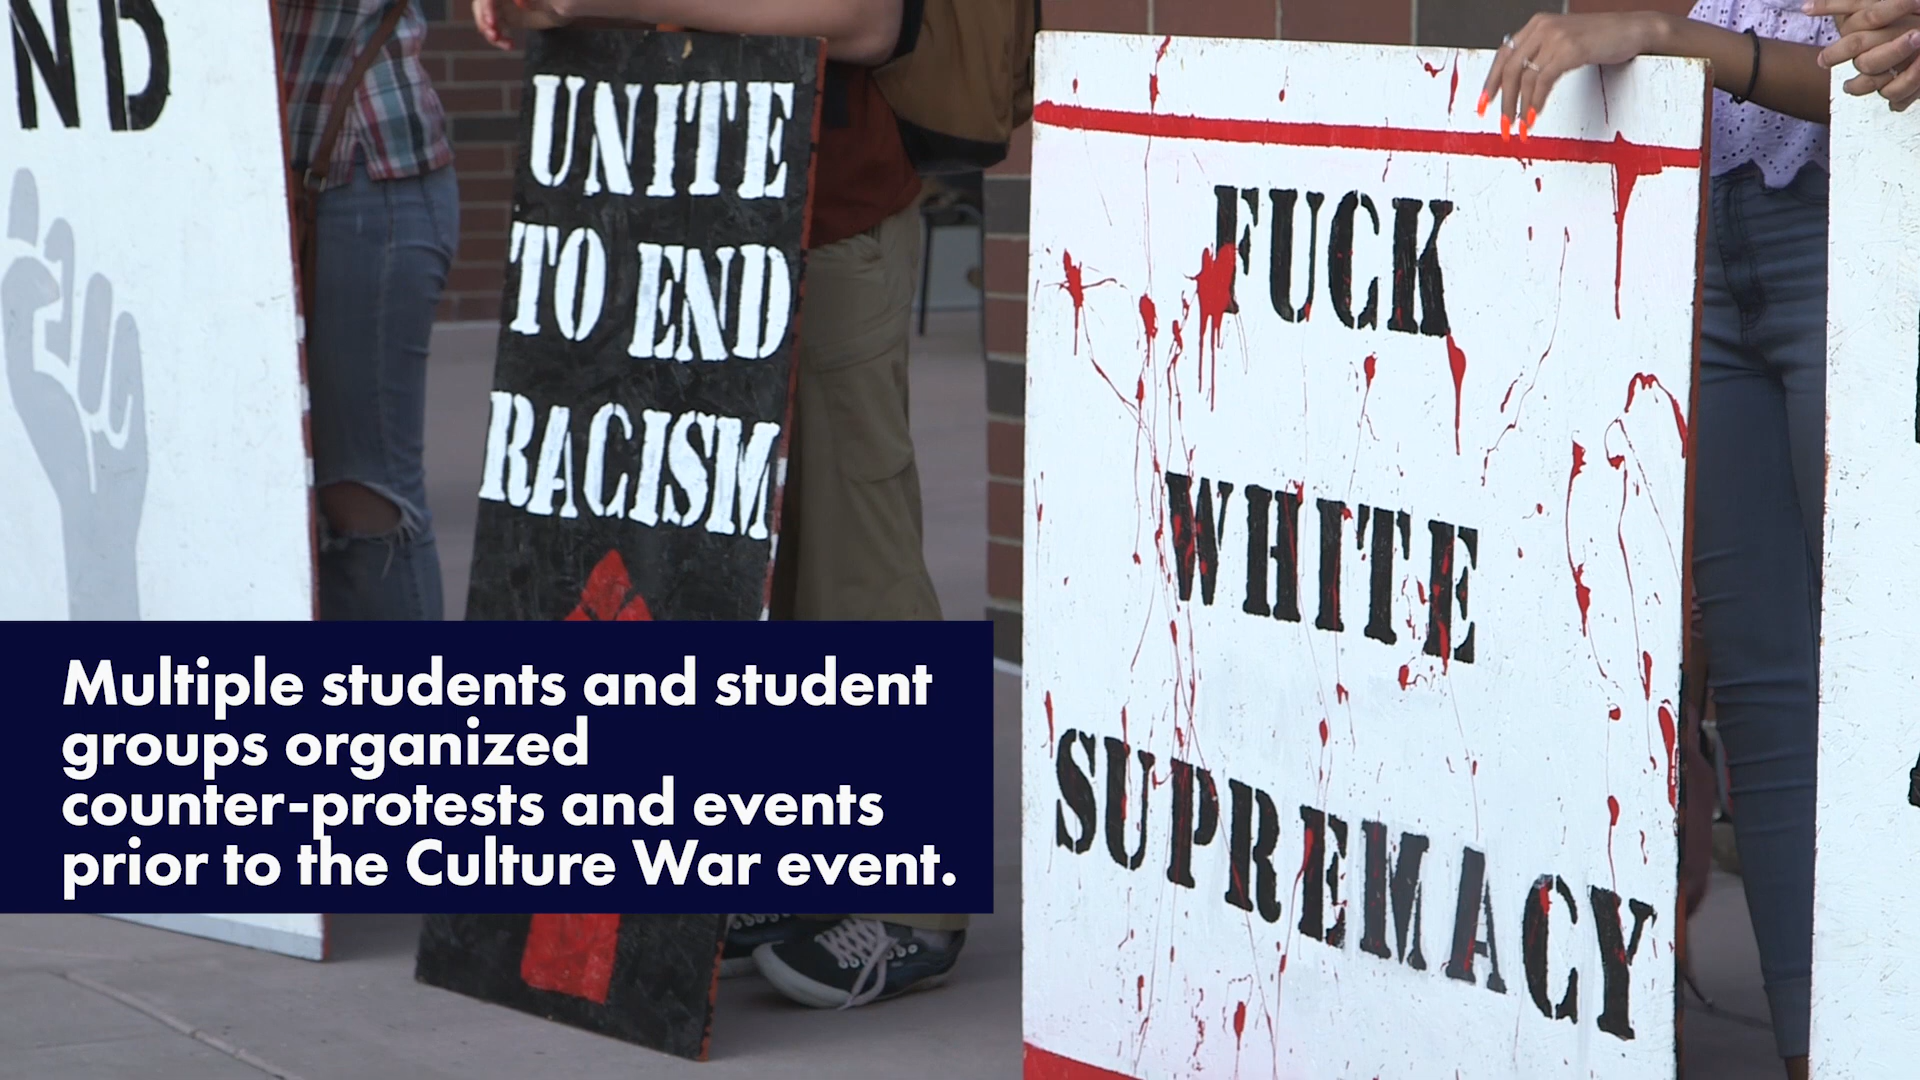 ND
UNITE
TO END
RACISM
FUCK
WHITE
SUPREMACY
Multiple students and student
groups organized
counter-protests and events
prior to the Culture War event.